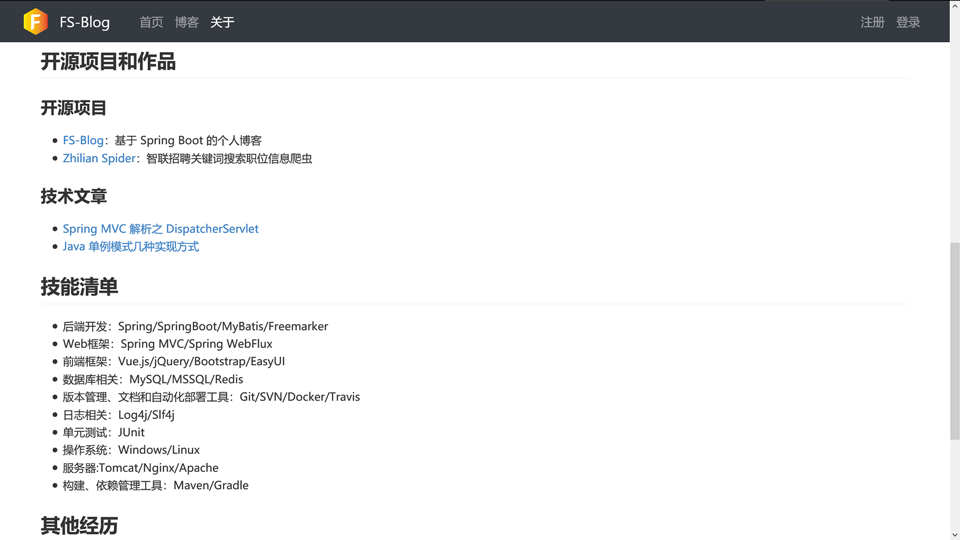 FS-Blog 首页 博客 关于 注册 登录
开源项目和作品
开源项目
FS-Blog：基于 Spring Boot 的个人博客
Zhilian Spider：智联招聘关键词搜索职位信息爬虫
技术文章
Spring MVC 解析之 DispatcherServlet
Java 单例模式几种实现方式
技能清单
后端开发：Spring/SpringBoot/MyBatis/Freemarker
Web框架：Spring MVC/Spring WebFlux
前端框架：Vue.js/jQuery/Bootstrap/EasyUI
数据库相关：MySQL/MSSQL/Redis
版本管理、文档和自动化部署工具：Git/SVN/Docker/Travis
日志相关：Log4j/Slf4j
单元测试：JUnit
操作系统：Windows/Linux
服务器:Tomcat/Nginx/Apache
构建、依赖管理工具：Maven/Gradle
其他经历